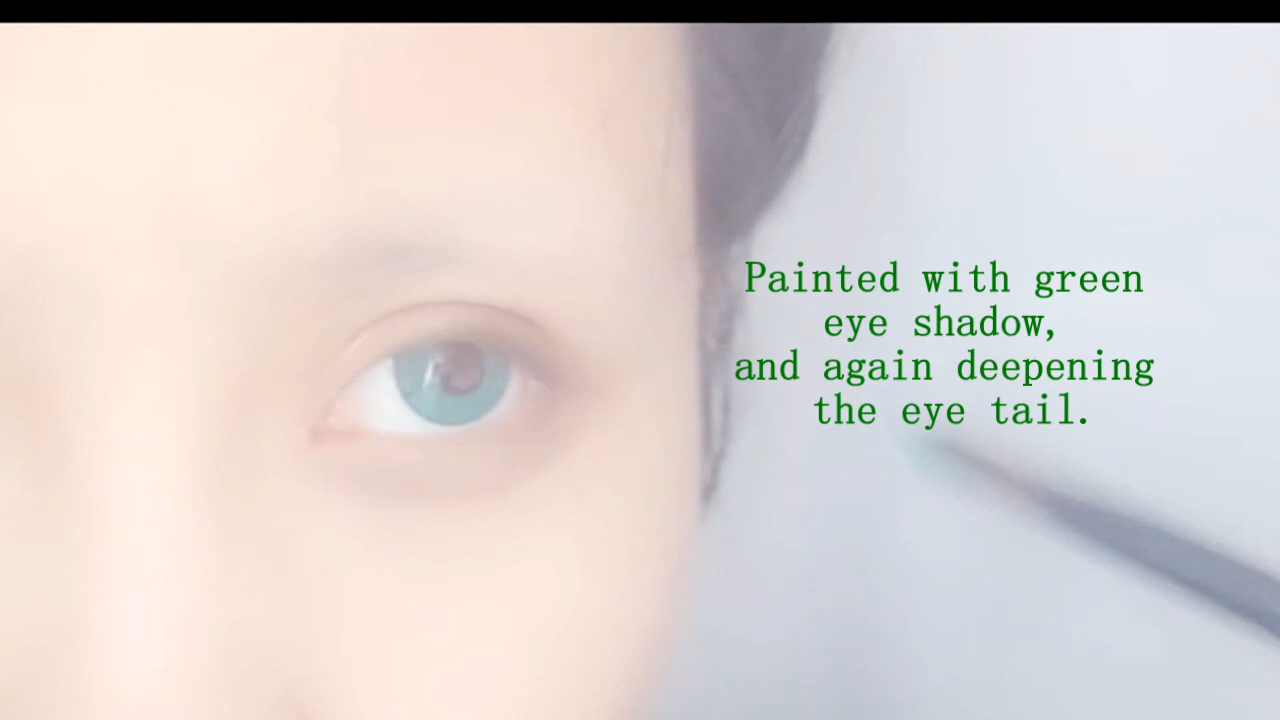 Painted with green
eye shadow,
and again deepening
the eye tail.